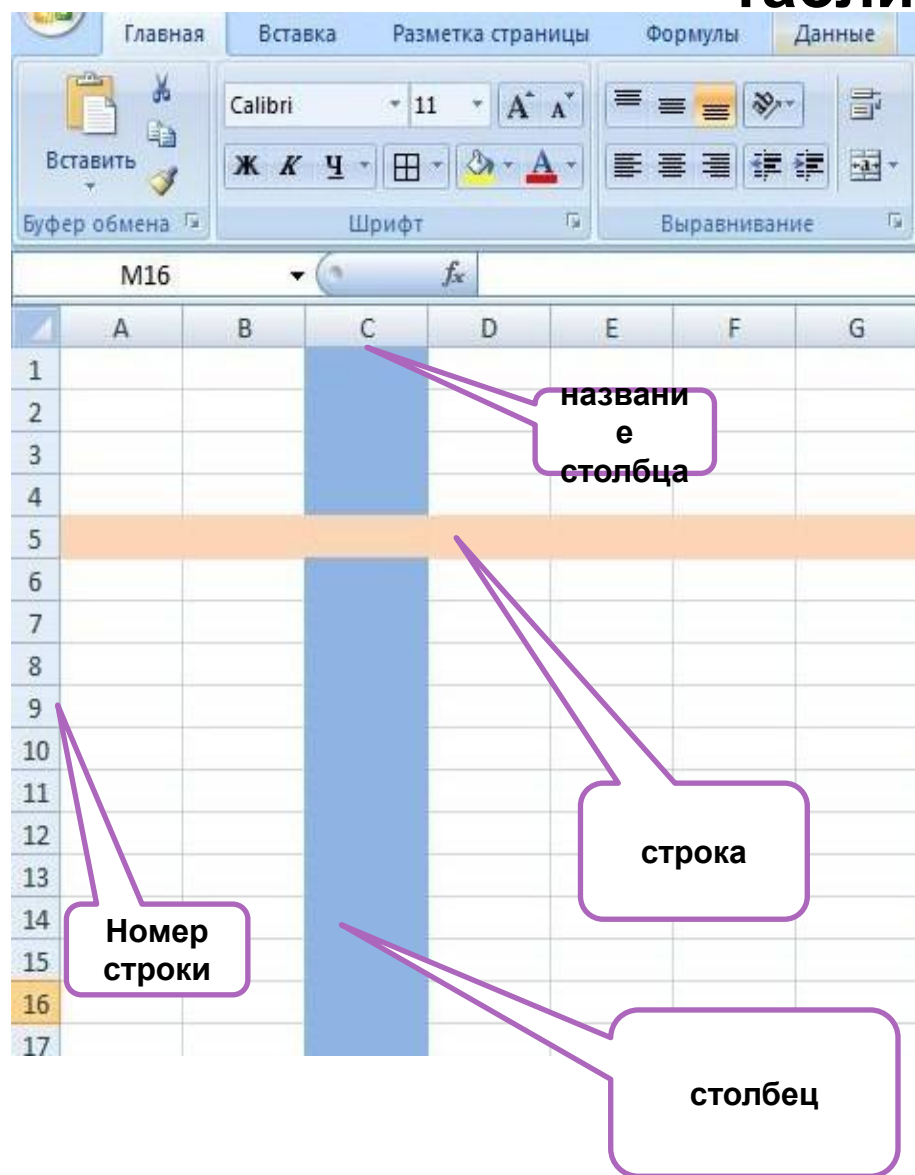 Главная Вставка Разметка страницы Формулы Данные
Calibri 11 A A
Вставить Ж К Ч A a
Буфер обмена Шрифт Выравнивание
M16 fx
A B C D E F G
1
2
3
4
5
6
7
8
9
10
11
12
13
14
15
16
17
названи
е
столбца
строка
Номер
строки
столбец